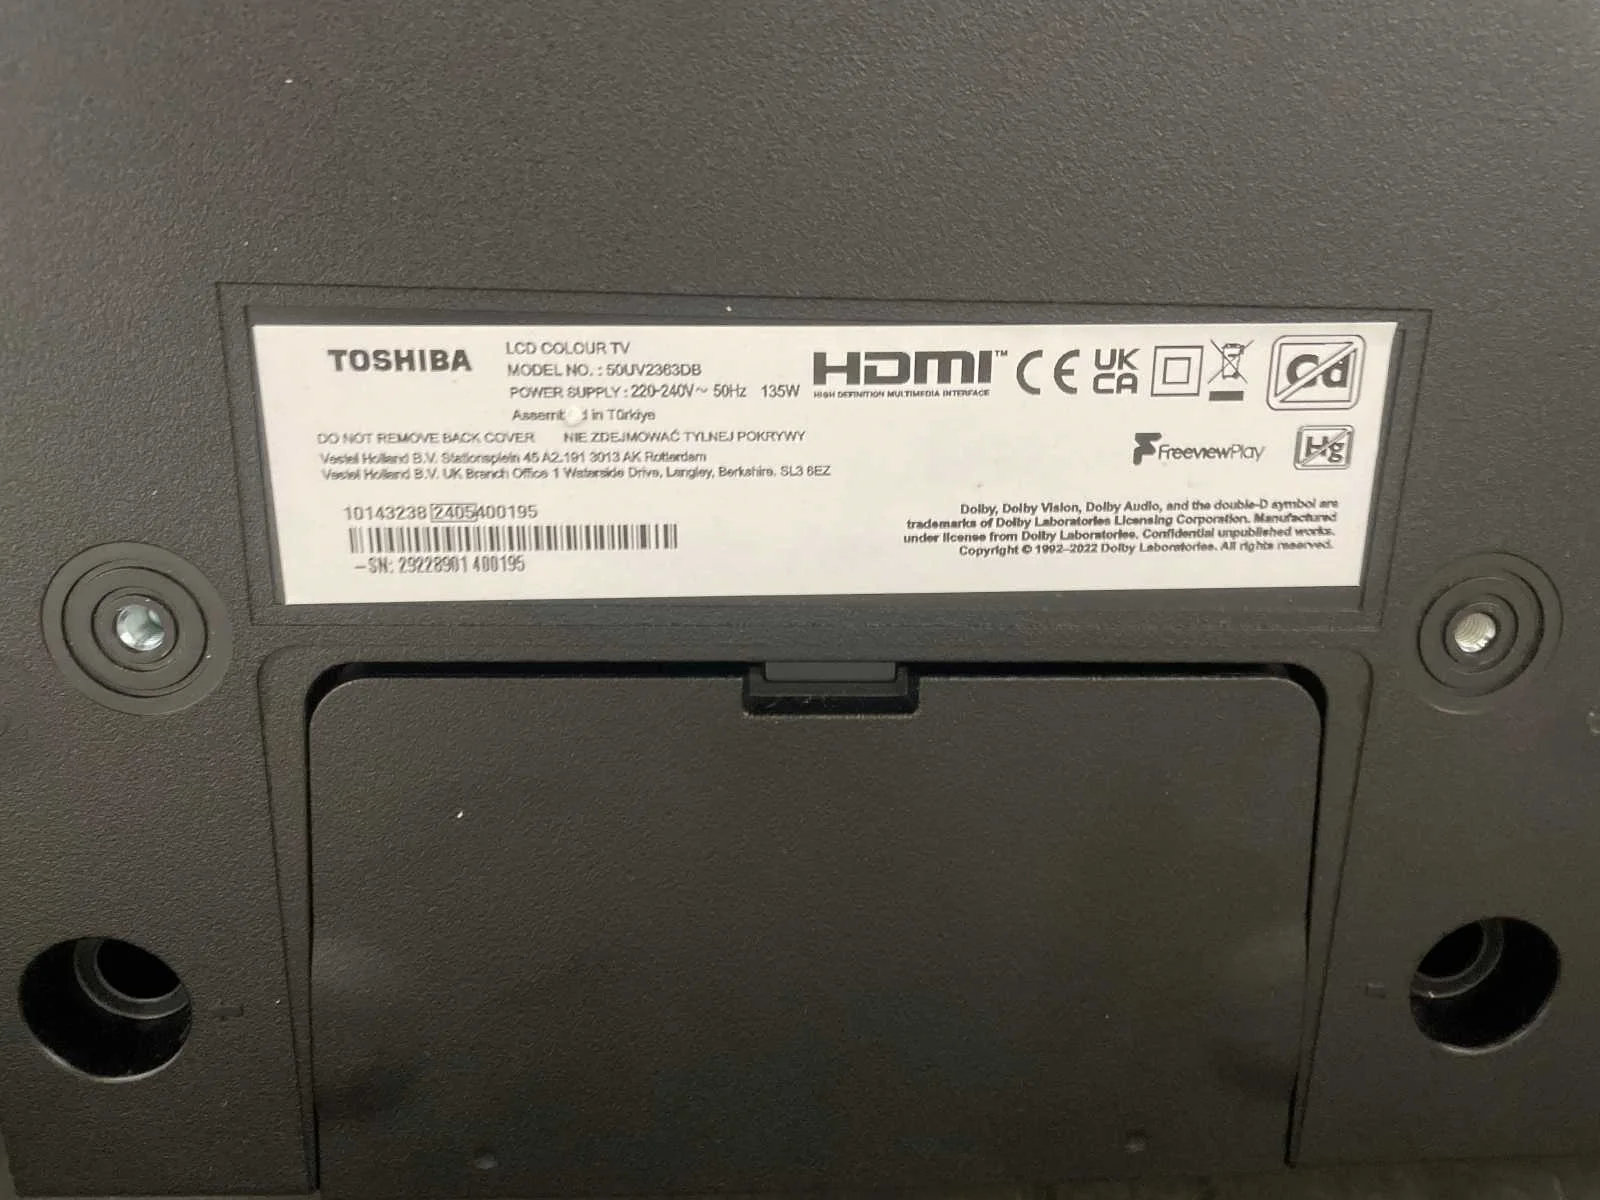 TOSHIBA
LCD COLOUR TV
MODEL NO. : 50UV2363DB
POWER SUPPLY : 220-240V~ 50Hz 135W
in Türkiye
HDMI™
HIGH DEFINITION MULTIMEDIA INTERFACE
CE
UK
CA
Cd
DO NOT REMOVE BACK COVER NIE ZDEJMOWAĆ TYLNEJ POKRYWY
Vestel Holland B.V. Stationsplein 45 A2.191 3013 AK Rotterdam
Vestel Holland B.V. UK Branch Office 1 Waterside Drive, Langley, Berkshire, SL3 6EZ
FreeviewPlay
Hg
10143238 2405 400195
-SN: 29228901 400195
Dolby, Dolby Vision, Dolby Audio, and the double-D symbol are
trademarks of Dolby Laboratories Licensing Corporation. Manufactured
under license from Dolby Laboratories. Confidential unpublished works.
Copyright © 1992–2022 Dolby Laboratories. All rights reserved.